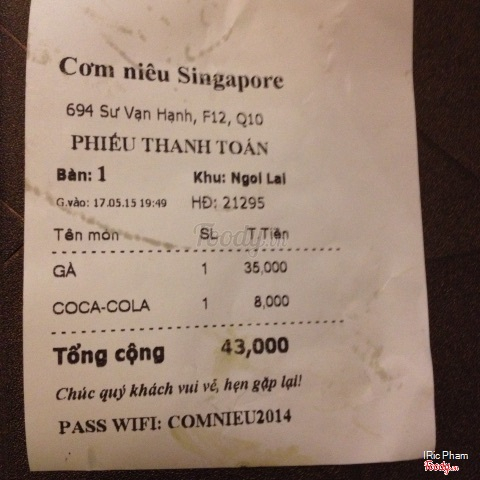 Cơm niêu Singapore
694 Sư Vạn Hạnh, F12, Q10
PHIẾU THANH TOÁN
Bàn: 1 Khu: Ngoi Lai
G.vào: 17.05.15 19:49 HĐ: 21295
Tên món SL T.Tiền
GÀ 1 35,000
COCA-COLA 1 8,000
Tổng cộng 43,000
Chúc quý khách vui vẻ, hẹn gặp lại!
PASS WIFI: COMNIEU2014
Foody.vn
IRic Pham
Foody.vn